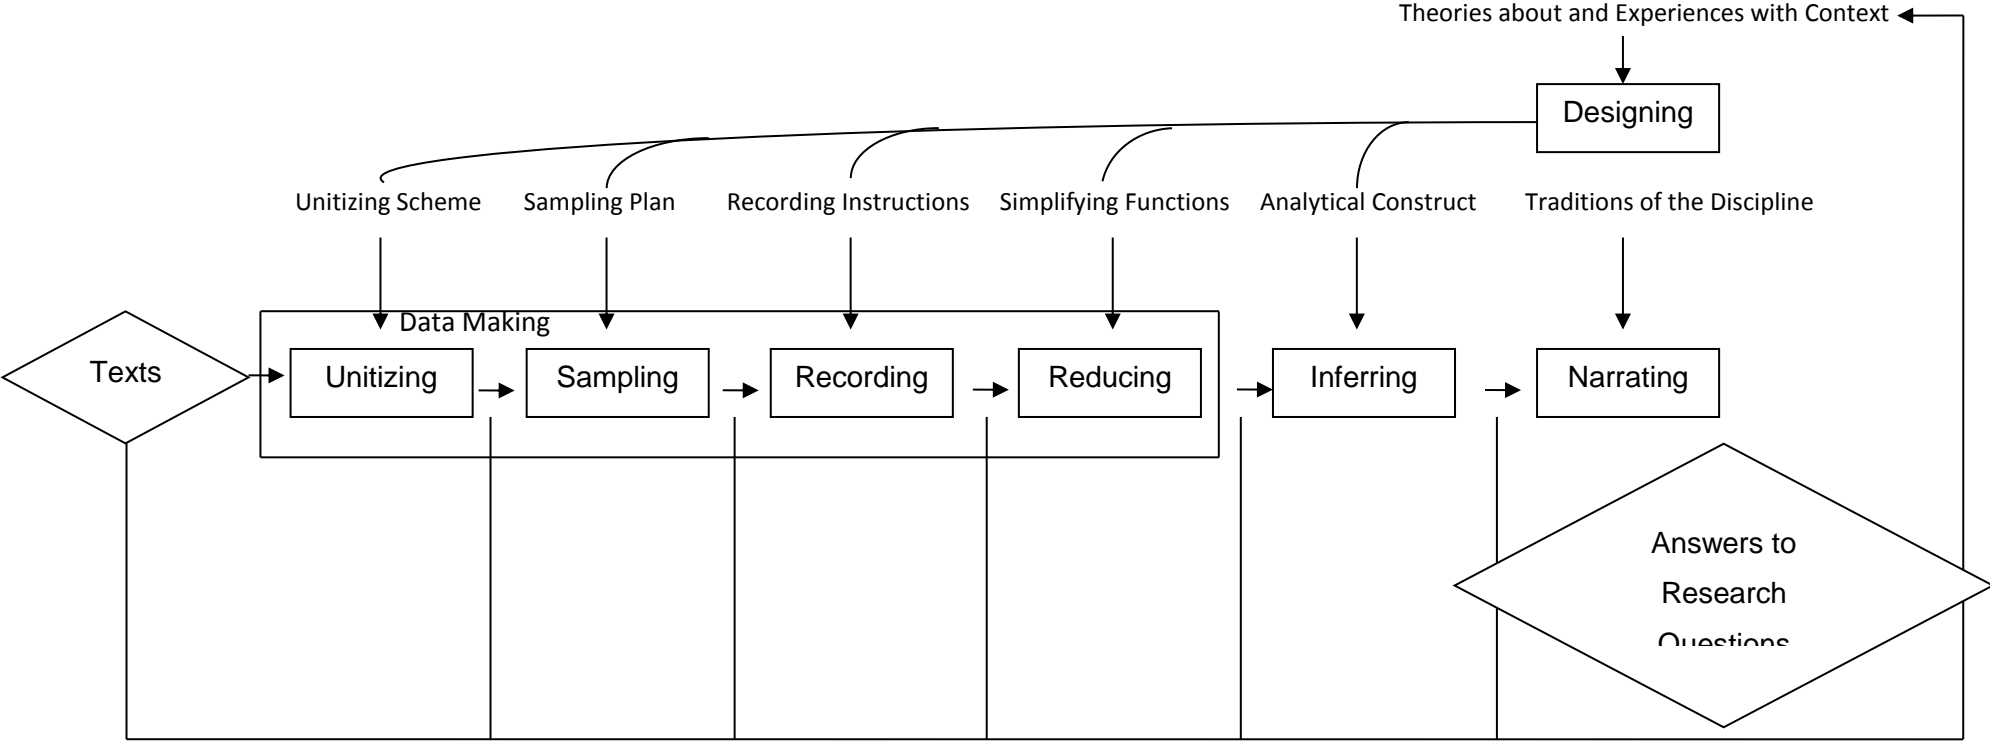 Theories about and Experiences with Context
Designing
Unitizing Scheme
Sampling Plan
Recording Instructions
Simplifying Functions
Analytical Construct
Traditions of the Discipline
Data Making
Texts
Unitizing
Sampling
Recording
Reducing
Inferring
Narrating
Answers to
Research
Questions